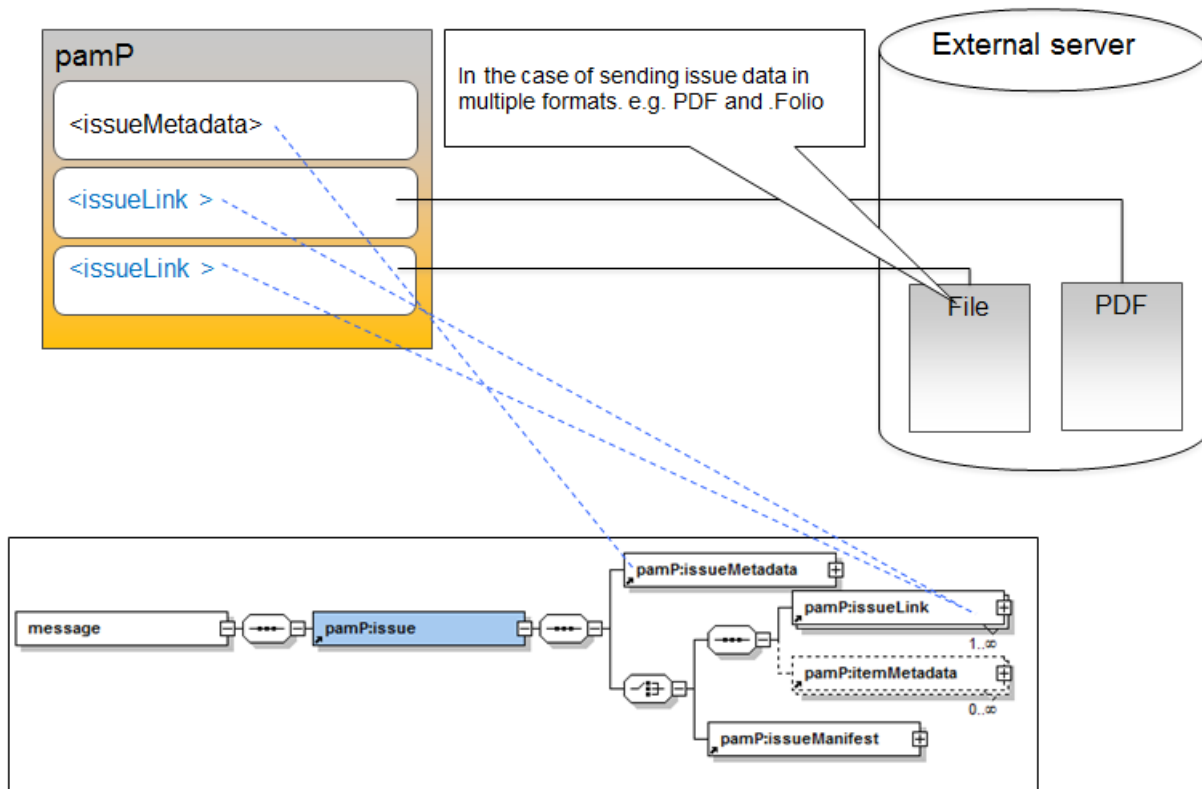 pamP
<issueMetadata>
<issueLink >
<issueLink >
In the case of sending issue data in
multiple formats. e.g. PDF and .Folio
External server
File
PDF
message
pamP:issue
pamP:issueMetadata
pamP:issueLink
1..∞
pamP:itemMetadata
0..∞
pamP:issueManifest